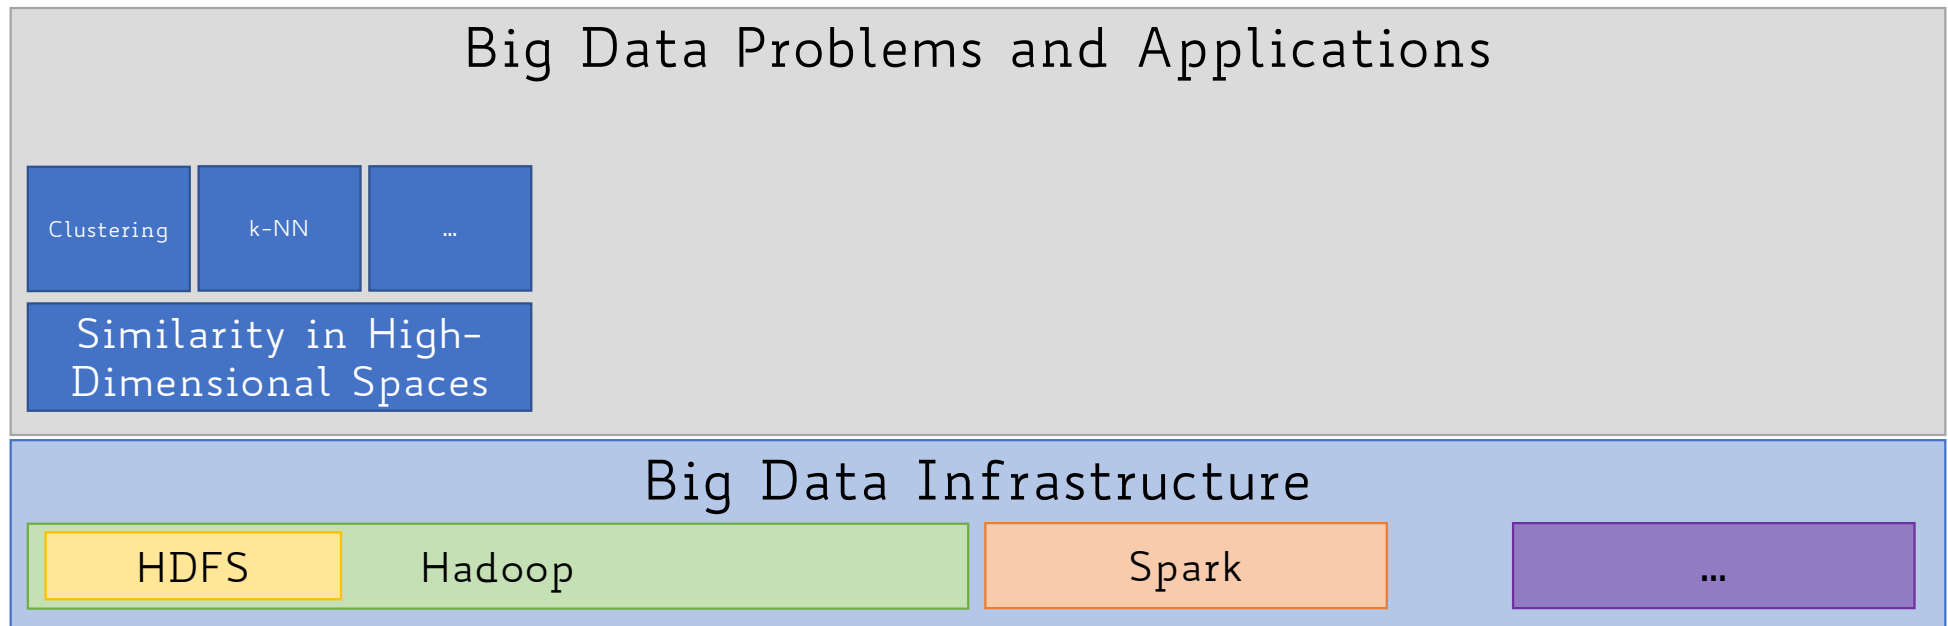 Big Data Problems and Applications
Clustering
k-NN
...
Similarity in High-
Dimensional Spaces
Big Data Infrastructure
HDFS
Hadoop
Spark
...